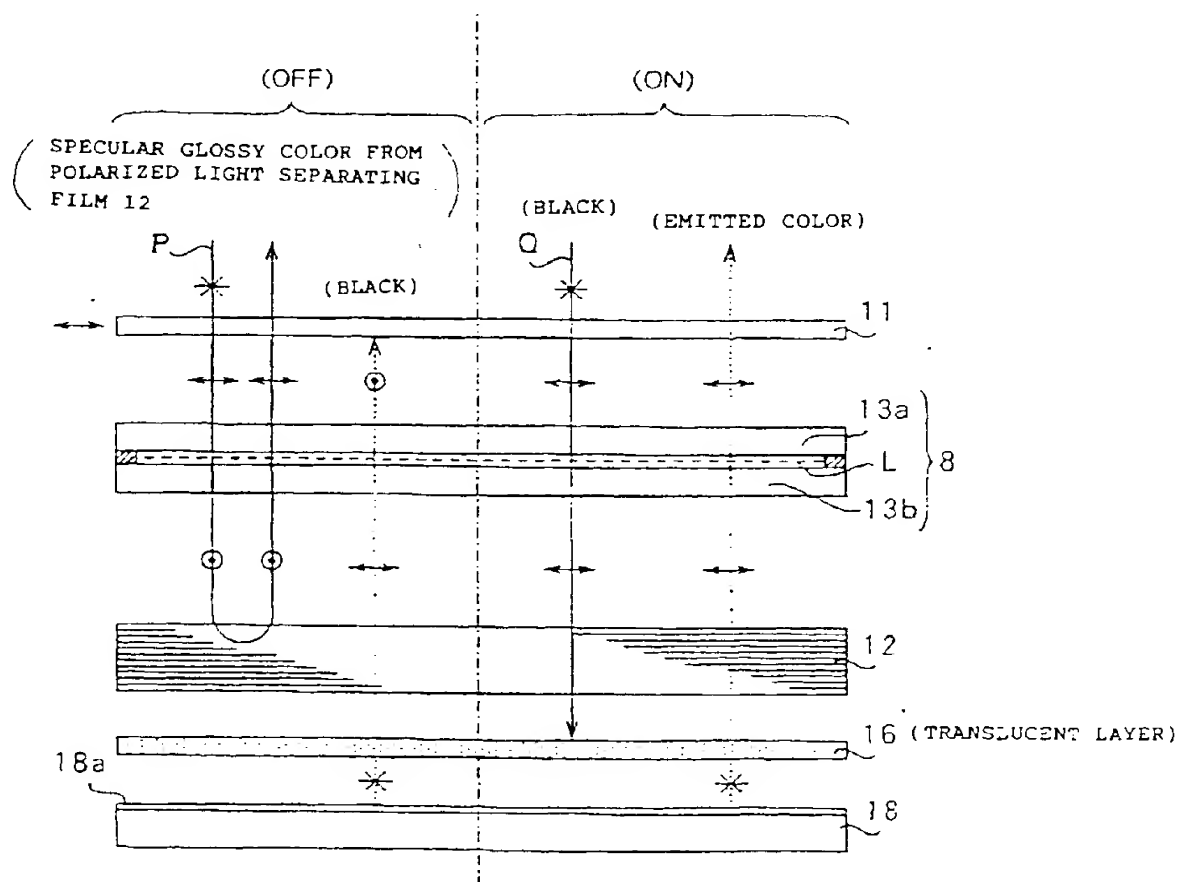 (OFF) (ON)
SPECULAR GLOSSY COLOR FROM
POLARIZED LIGHT SEPARATING
FILM 12
(BLACK) (EMITTED COLOR)
P Q
(BLACK)
11
13a
L 8
13b
12
16 (TRANSLUCENT LAYER)
18a
18